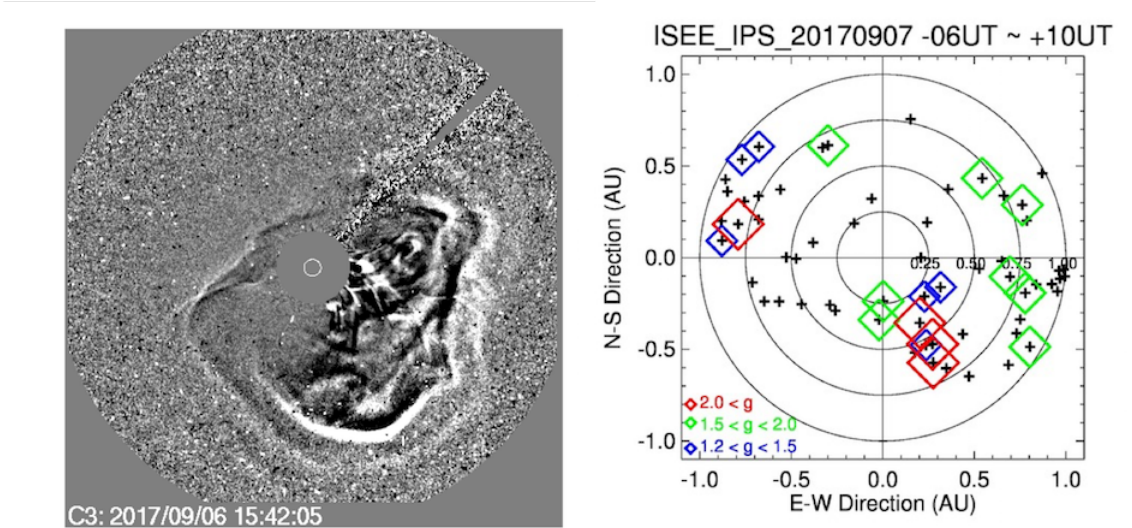 C3: 2017/09/06 15:42:05
ISEE_IPS_20170907 -06UT ~ +10UT
N-S Direction (AU)
1.0
0.5
0.0
-0.5
-1.0
0.25 0.50 0.75 1.00
2.0 < g
1.5 < g < 2.0
1.2 < g < 1.5
-1.0 -0.5 0.0 0.5 1.0
E-W Direction (AU)